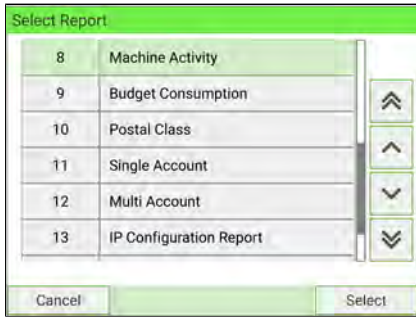 Select Report
8 Machine Activity
9 Budget Consumption
10 Postal Class
11 Single Account
12 Multi Account
13 IP Configuration Report
Cancel Select